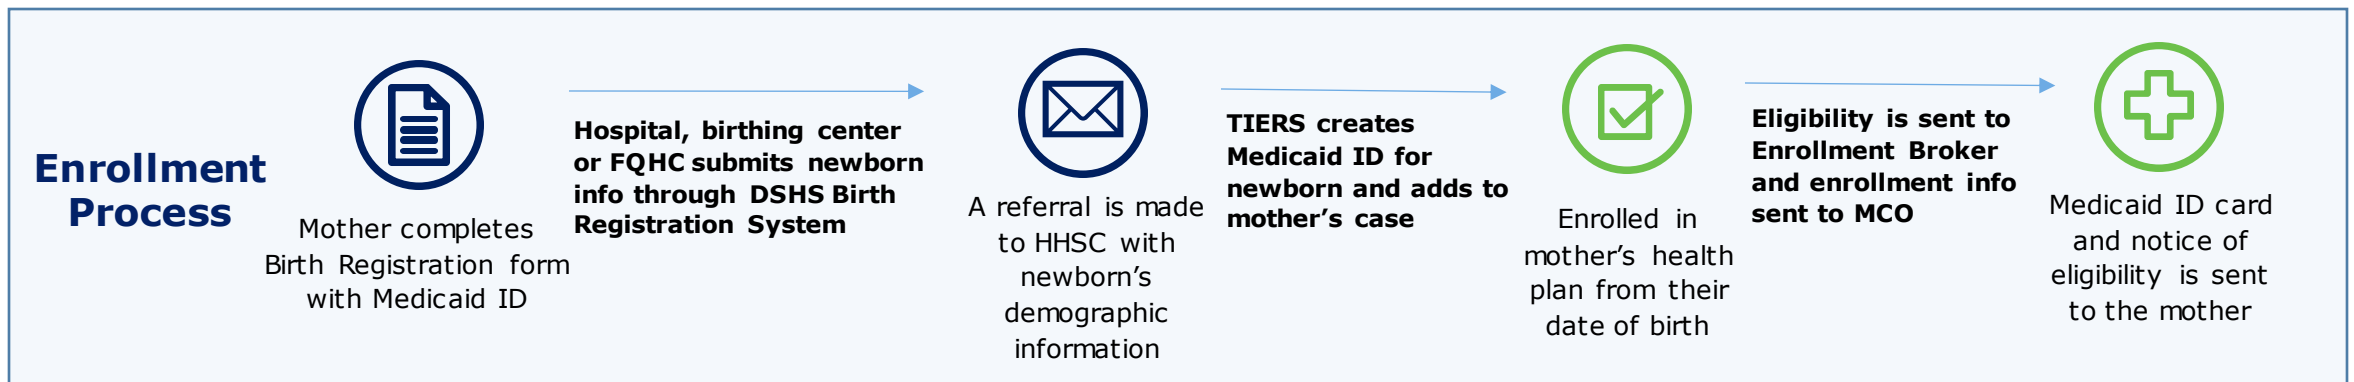 Enrollment
Process
Mother completes
Birth Registration form
with Medicaid ID
Hospital, birthing center
or FQHC submits newborn
info through DSHS Birth
Registration System
A referral is made
to HHSC with
newborn's
demographic
information
TIERS creates
Medicaid ID for
newborn and adds to
mother's case
Enrolled in
mother's health
plan from their
date of birth
Eligibility is sent to
Enrollment Broker
and enrollment info
sent to MCO
Medicaid ID card
and notice of
eligibility is sent
to the mother